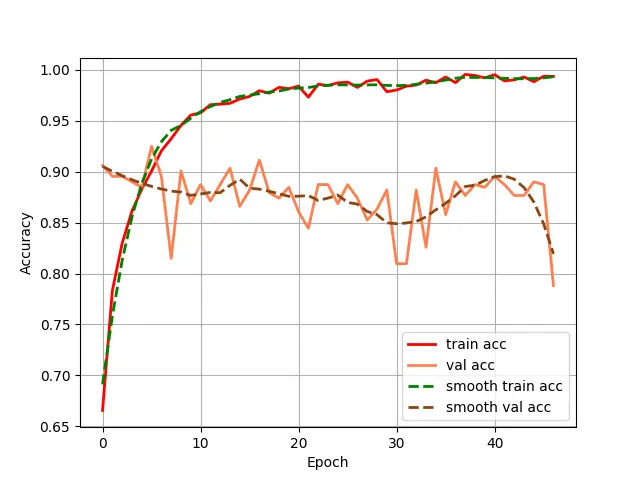 1.00
0.95
0.90
0.85
0.80
0.75
0.70
0.65
Accuracy
0
10
20
30
40
Epoch
train acc
val acc
smooth train acc
smooth val acc